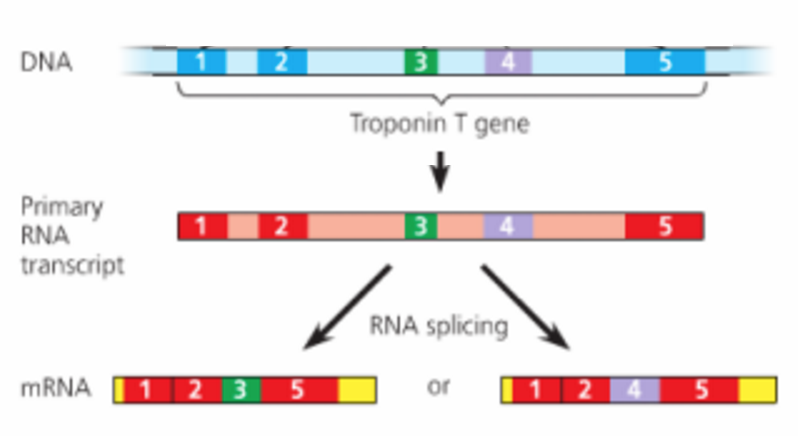 DNA 1 2 3 4 5
Troponin T gene
Primary
RNA
transcript
1 2 3 4 5
RNA splicing
mRNA 1 2 3 5 or 1 2 4 5